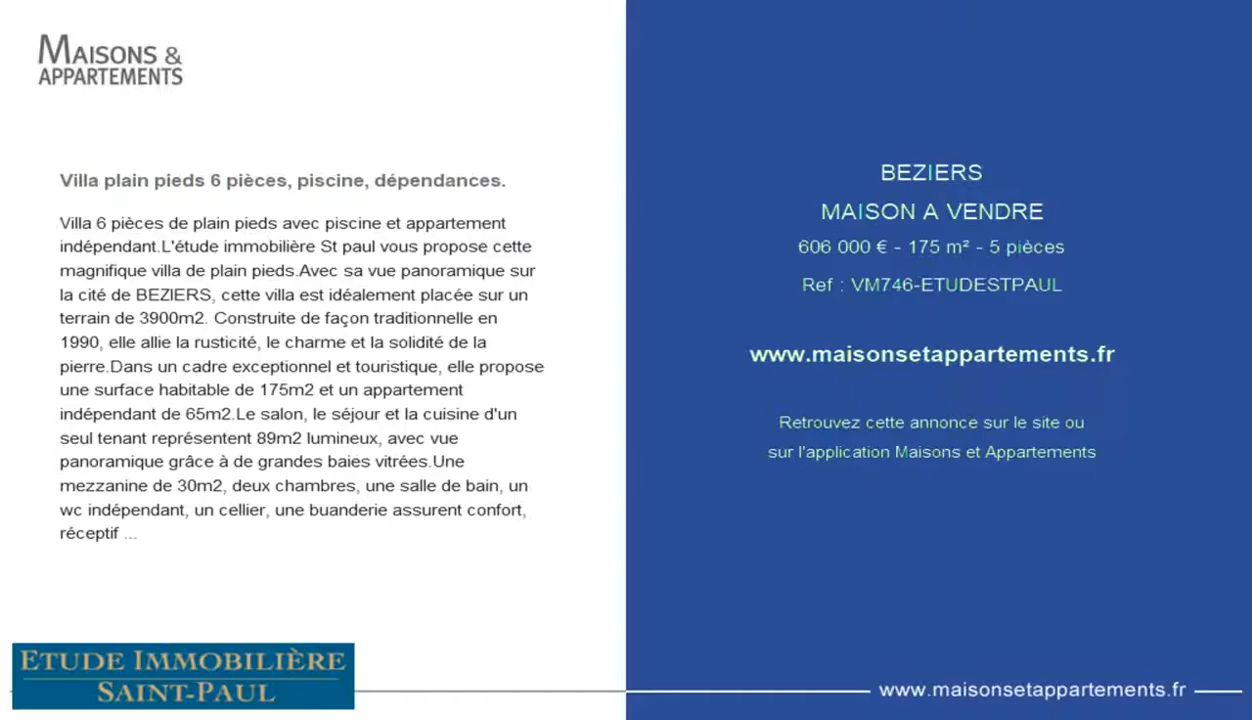 MAISONS &
APPARTEMENTS
Villa plain pieds 6 pièces, piscine, dépendances.
Villa 6 pièces de plain pieds avec piscine et appartement
indépendant.L'étude immobilière St paul vous propose cette
magnifique villa de plain pieds.Avec sa vue panoramique sur
la cité de BEZIERS, cette villa est idéalement placée sur un
terrain de 3900m2. Construite de façon traditionnelle en
1990, elle allie la rusticité, le charme et la solidité de la
pierre.Dans un cadre exceptionnel et touristique, elle propose
une surface habitable de 175m2 et un appartement
indépendant de 65m2.Le salon, le séjour et la cuisine d'un
seul tenant représentent 89m2 lumineux, avec vue
panoramique grâce à de grandes baies vitrées.Une
mezzanine de 30m2, deux chambres, une salle de bain, un
wc indépendant, un cellier, une buanderie assurent confort,
réceptif ...
ETUDE IMMOBILIÈRE
SAINT-PAUL
BEZIERS
MAISON A VENDRE
606 000 € - 175 m² - 5 pièces
Ref : VM746-ETUDESTPAUL
www.maisonsetappartements.fr
Retrouvez cette annonce sur le site ou
sur l'application Maisons et Appartements
www.maisonsetappartements.fr